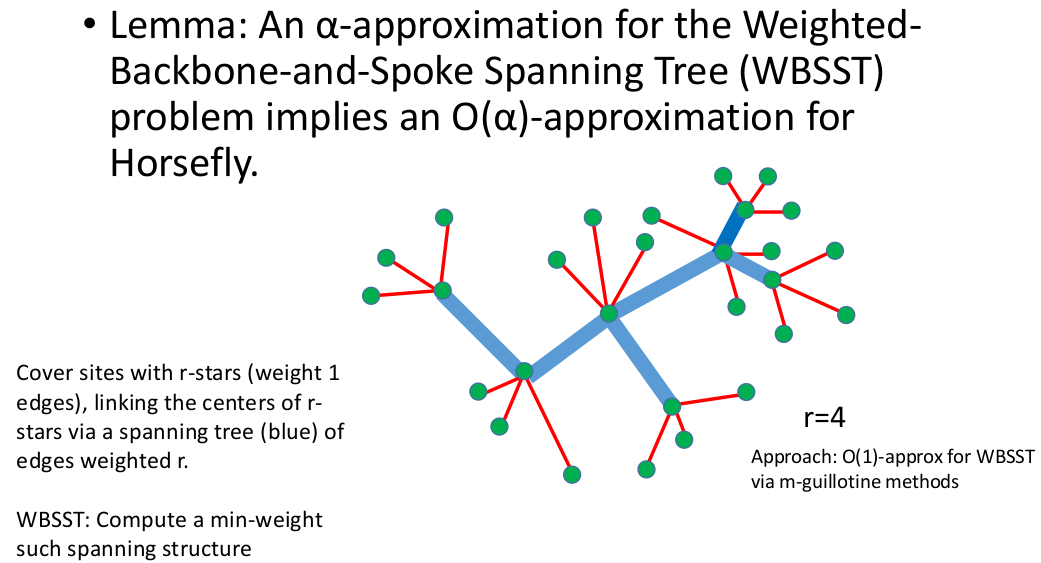 • Lemma: An α-approximation for the Weighted-
Backbone-and-Spoke Spanning Tree (WBSST)
problem implies an O(α)-approximation for
Horsefly.
Cover sites with r-stars (weight 1
edges), linking the centers of r-
stars via a spanning tree (blue) of
edges weighted r.
WBSST: Compute a min-weight
such spanning structure
r=4
Approach: O(1)-approx for WBSST
via m-guillotine methods